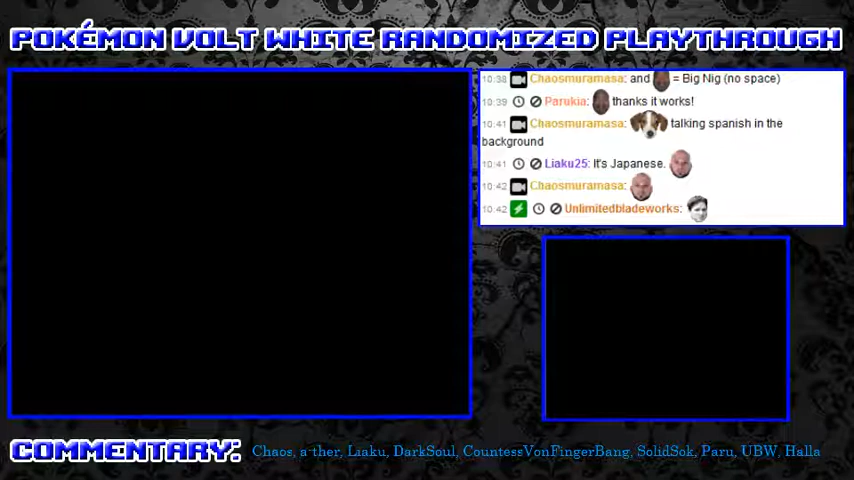 POKÉMON VOLT WHITE RANDOMIZED PLAYTHROUGH
10:38 Chaosmuramasa: and = Big Nig (no space)
10:39 Parukia: thanks it works!
10:41 Chaosmuramasa: talking spanish in the
background
10:41 Liaku25: It's Japanese.
10:42 Chaosmuramasa:
10:42 Unlimitedbladeworks:
COMMENTARY: Chaos, a-ther, Liaku, DarkSoul, CountessVonFingerBang, SolidSok, Paru, UBW, Halla